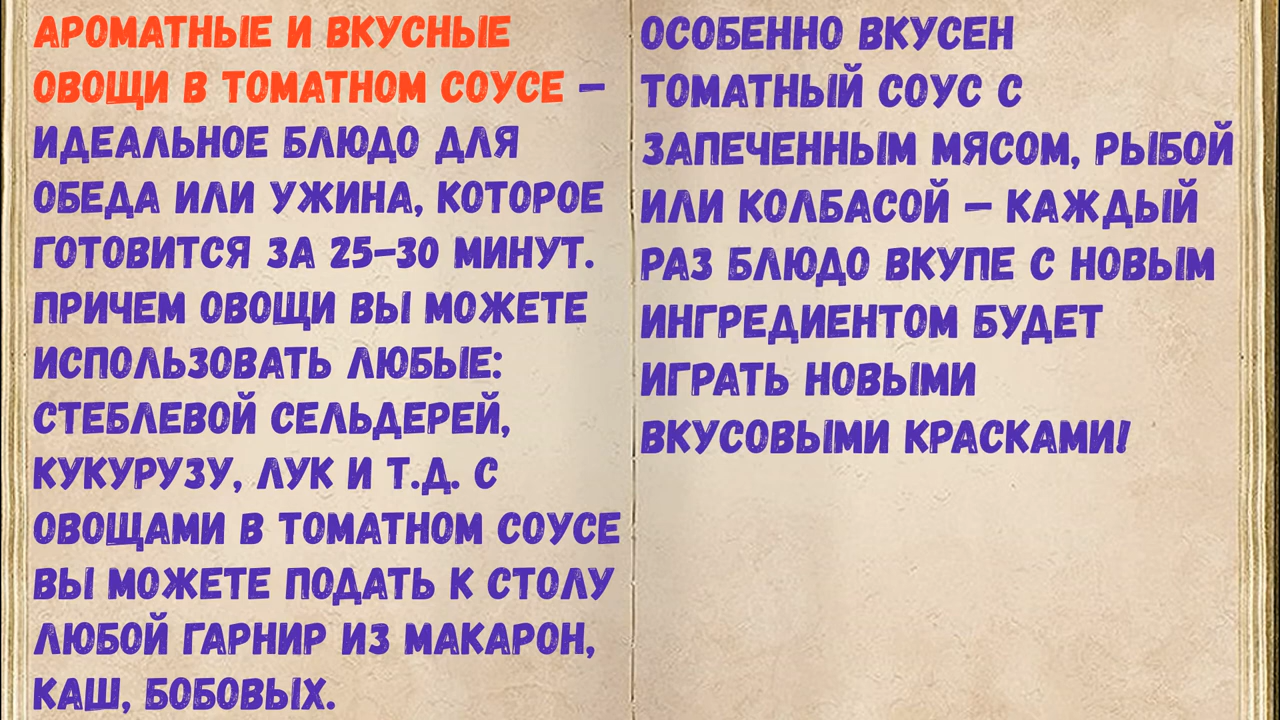 АРОМАТНЫЕ И ВКУСНЫЕ
ОВОЩИ В ТОМАТНОМ СОУСЕ –
ИДЕАЛЬНОЕ БЛЮДО ДЛЯ
ОБЕДА ИЛИ УЖИНА, КОТОРОЕ
ГОТОВИТСЯ ЗА 25-30 МИНУТ.
ПРИЧЕМ ОВОЩИ ВЫ МОЖЕТЕ
ИСПОЛЬЗОВАТЬ ЛЮБЫЕ:
СТЕБЛЕВОЙ СЕЛЬДЕРЕЙ,
КУКУРУЗУ, ЛУК И Т.Д. С
ОВОЩАМИ В ТОМАТНОМ СОУСЕ
ВЫ МОЖЕТЕ ПОДАТЬ К СТОЛУ
ЛЮБОЙ ГАРНИР ИЗ МАКАРОН,
КАШ, БОБОВЫХ.
ОСОБЕННО ВКУСЕН
ТОМАТНЫЙ СОУС С
ЗАПЕЧЕННЫМ МЯСОМ, РЫБОЙ
ИЛИ КОЛБАСОЙ – КАЖДЫЙ
РАЗ БЛЮДО ВКУПЕ С НОВЫМ
ИНГРЕДИЕНТОМ БУДЕТ
ИГРАТЬ НОВЫМИ
ВКУСОВЫМИ КРАСКАМИ!